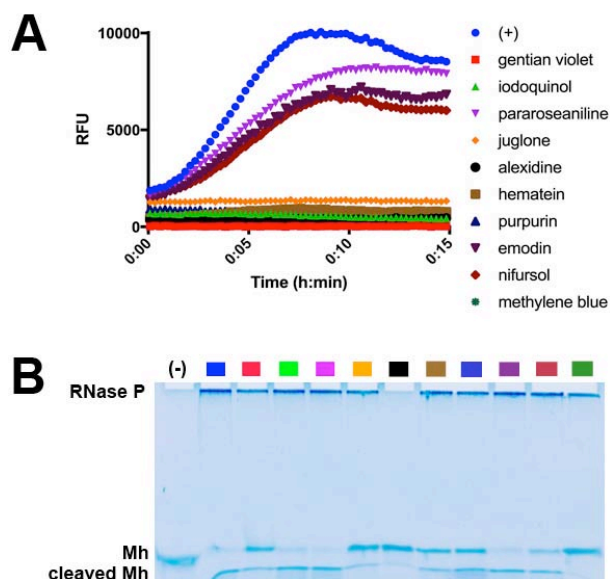 A
10000
5000
0
RFU
0:00
0:05
0:10
0:15
Time (h:min)
(+)
gentian violet
iodoquinol
pararoseaniline
juglone
alexidine
hematein
purpurin
emodin
nifursol
methylene blue
B
(-)
RNase P
Mh
cleaved Mh